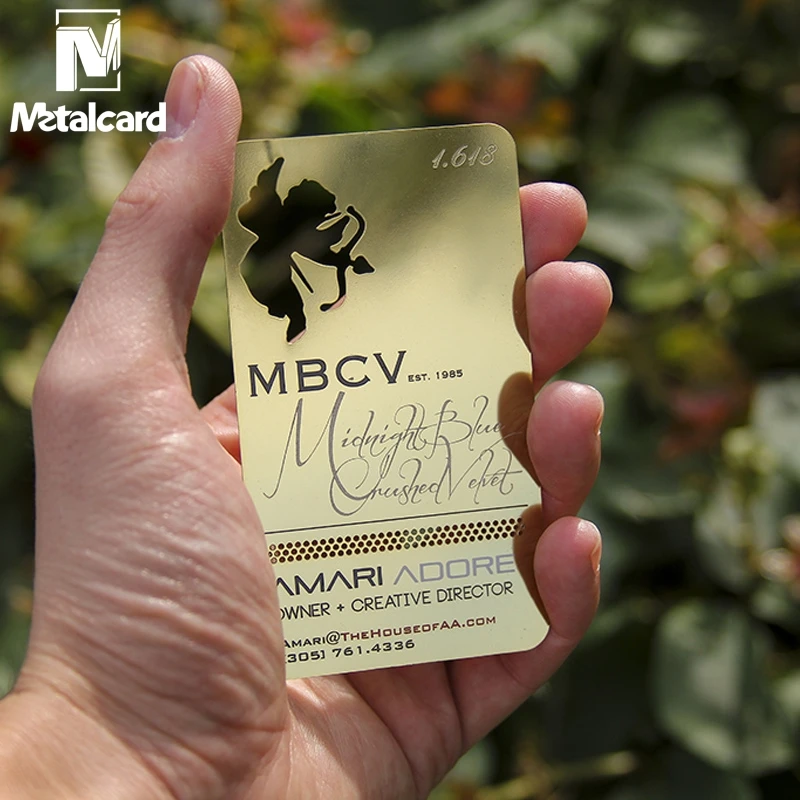 Metalcard
1.618
MBCV EST. 1985
Midnight Blue
Crushed Velvet
AMARI ADORE
OWNER + CREATIVE DIRECTOR
AMARI@THEHOUSEOFAA.COM
[305] 761.4336